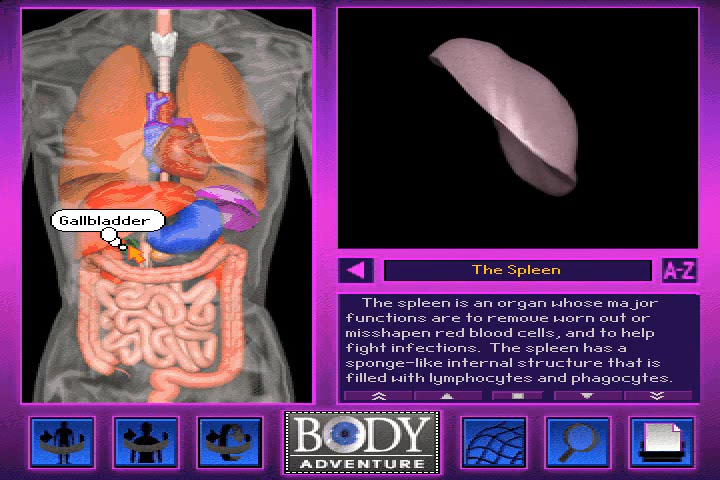 Gallbladder
The Spleen
A-Z
The spleen is an organ whose major
functions are to remove worn out or
misshapen red blood cells, and to help
fight infections. The spleen has a
sponge-like internal structure that is
filled with lymphocytes and phagocytes.
BODY
ADVENTURE